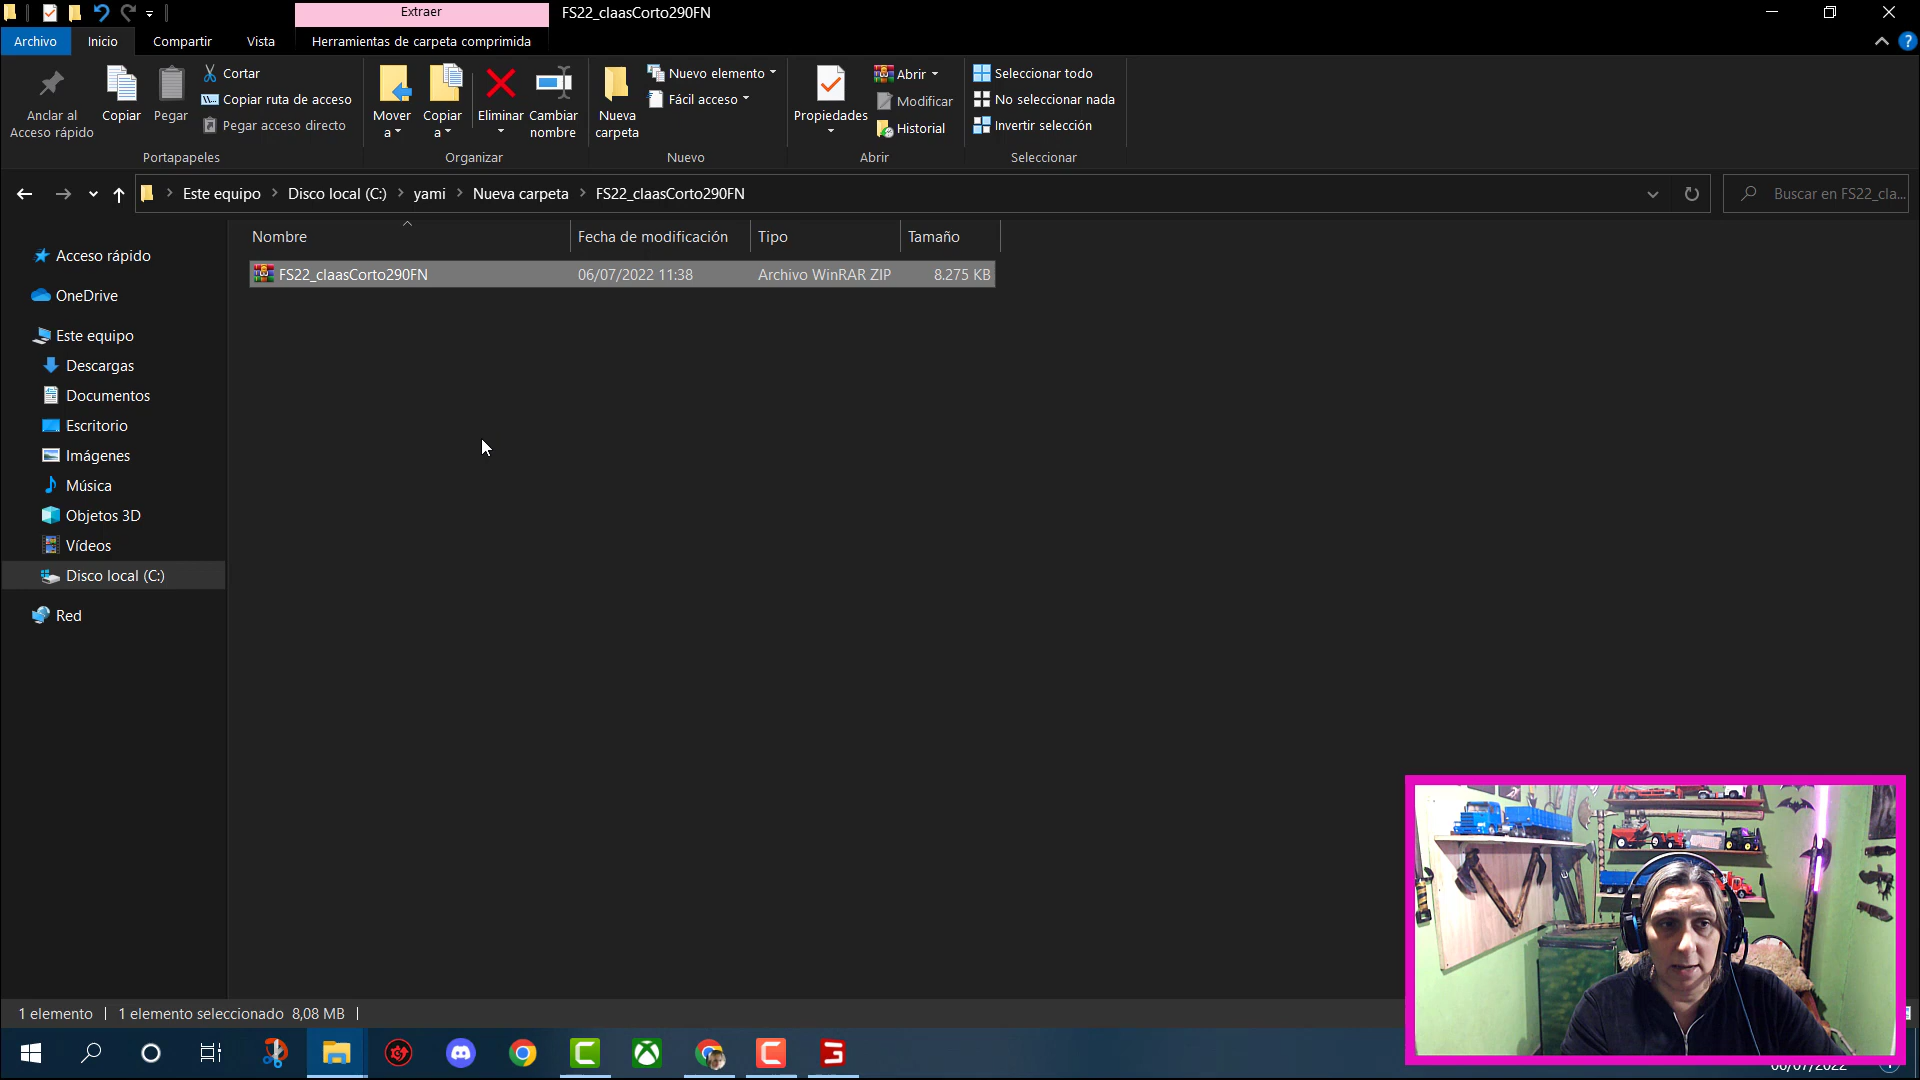 Extraer
FS22_claasCorto290FN
Archivo
Inicio
Compartir
Vista
Herramientas de carpeta comprimida
Anclar al
Acceso rápido
Copiar
Pegar
Cortar
Copiar ruta de acceso
Pegar acceso directo
Portapapeles
Mover
a
Copiar
a
Eliminar
Cambiar
nombre
Organizar
Nueva
carpeta
Nuevo elemento
Fácil acceso
Nuevo
Propiedades
Abrir
Modificar
Historial
Abrir
Seleccionar todo
No seleccionar nada
Invertir selección
Seleccionar
Este equipo
Disco local (C:)
yami
Nueva carpeta
FS22_claasCorto290FN
Buscar en FS22_cla...
Nombre
Fecha de modificación
Tipo
Tamaño
FS22_claasCorto290FN
06/07/2022 11:38
Archivo WinRAR ZIP
8.275 KB
Acceso rápido
OneDrive
Este equipo
Descargas
Documentos
Escritorio
Imágenes
Música
Objetos 3D
Vídeos
Disco local (C:)
Red
1 elemento
1 elemento seleccionado 8,08 MB
06/07/2022